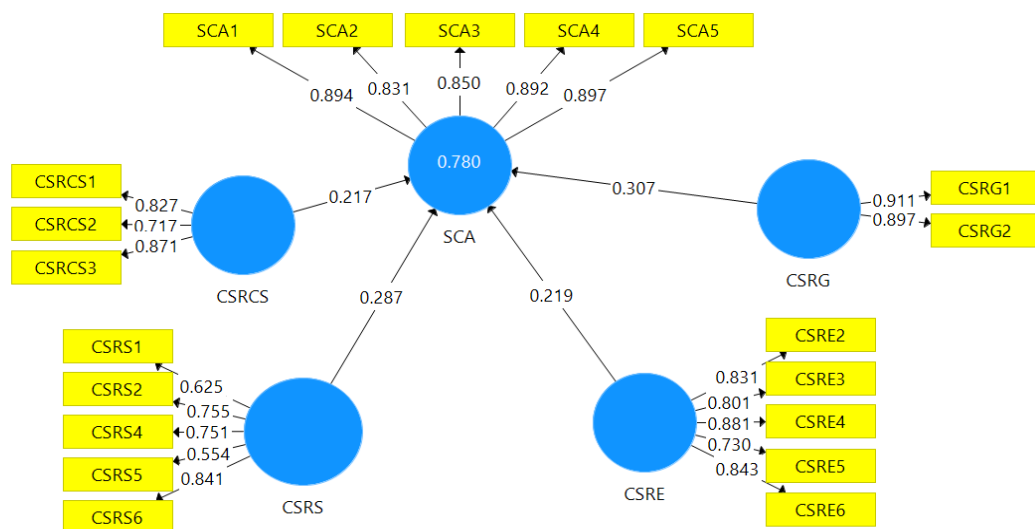 SCA1
SCA2
SCA3
SCA4
SCA5
0.894
0.831
0.850
0.892
0.897
0.780
SCA
CSRCS1
CSRCS2
CSRCS3
0.827
0.717
0.871
CSRCS
0.217
0.307
CSRG
0.911
0.897
CSRG1
CSRG2
0.287
0.219
CSRS1
CSRS2
CSRS4
CSRS5
CSRS6
0.625
0.755
0.751
0.554
0.841
CSRS
CSRE
0.831
0.801
0.881
0.730
0.843
CSRE2
CSRE3
CSRE4
CSRE5
CSRE6